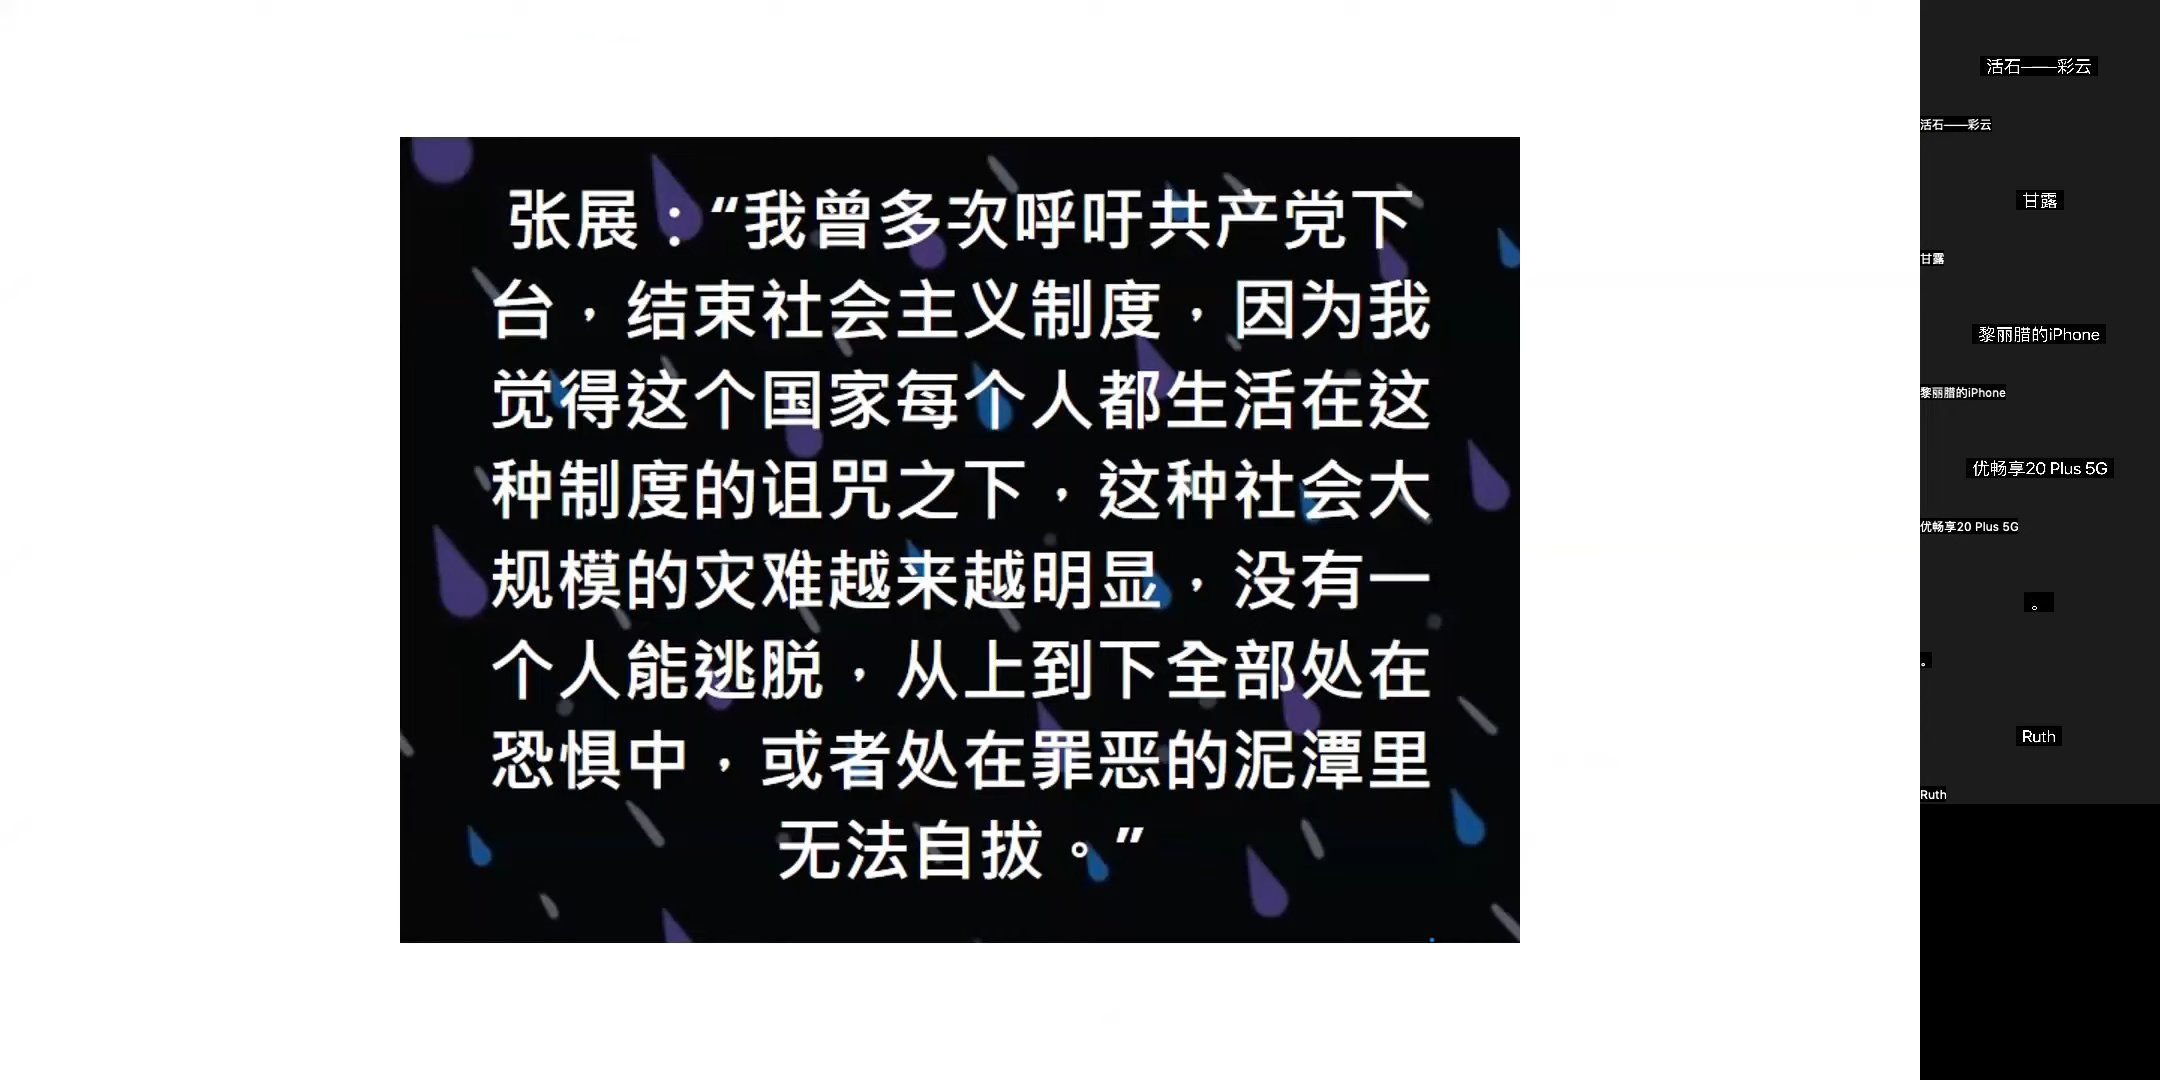 张展：“我曾多次呼吁共产党下
台，结束社会主义制度，因为我
觉得这个国家每个人都生活在这
种制度的诅咒之下，这种社会大
规模的灾难越来越明显，没有一
个人能逃脱，从上到下全部处在
恐惧中，或者处在罪恶的泥潭里
无法自拔。”
活石——彩云
活石——彩云
甘露
甘露
黎丽腊的iPhone
黎丽腊的iPhone
优畅享20 Plus 5G
优畅享20 Plus 5G
。
。
Ruth
Ruth